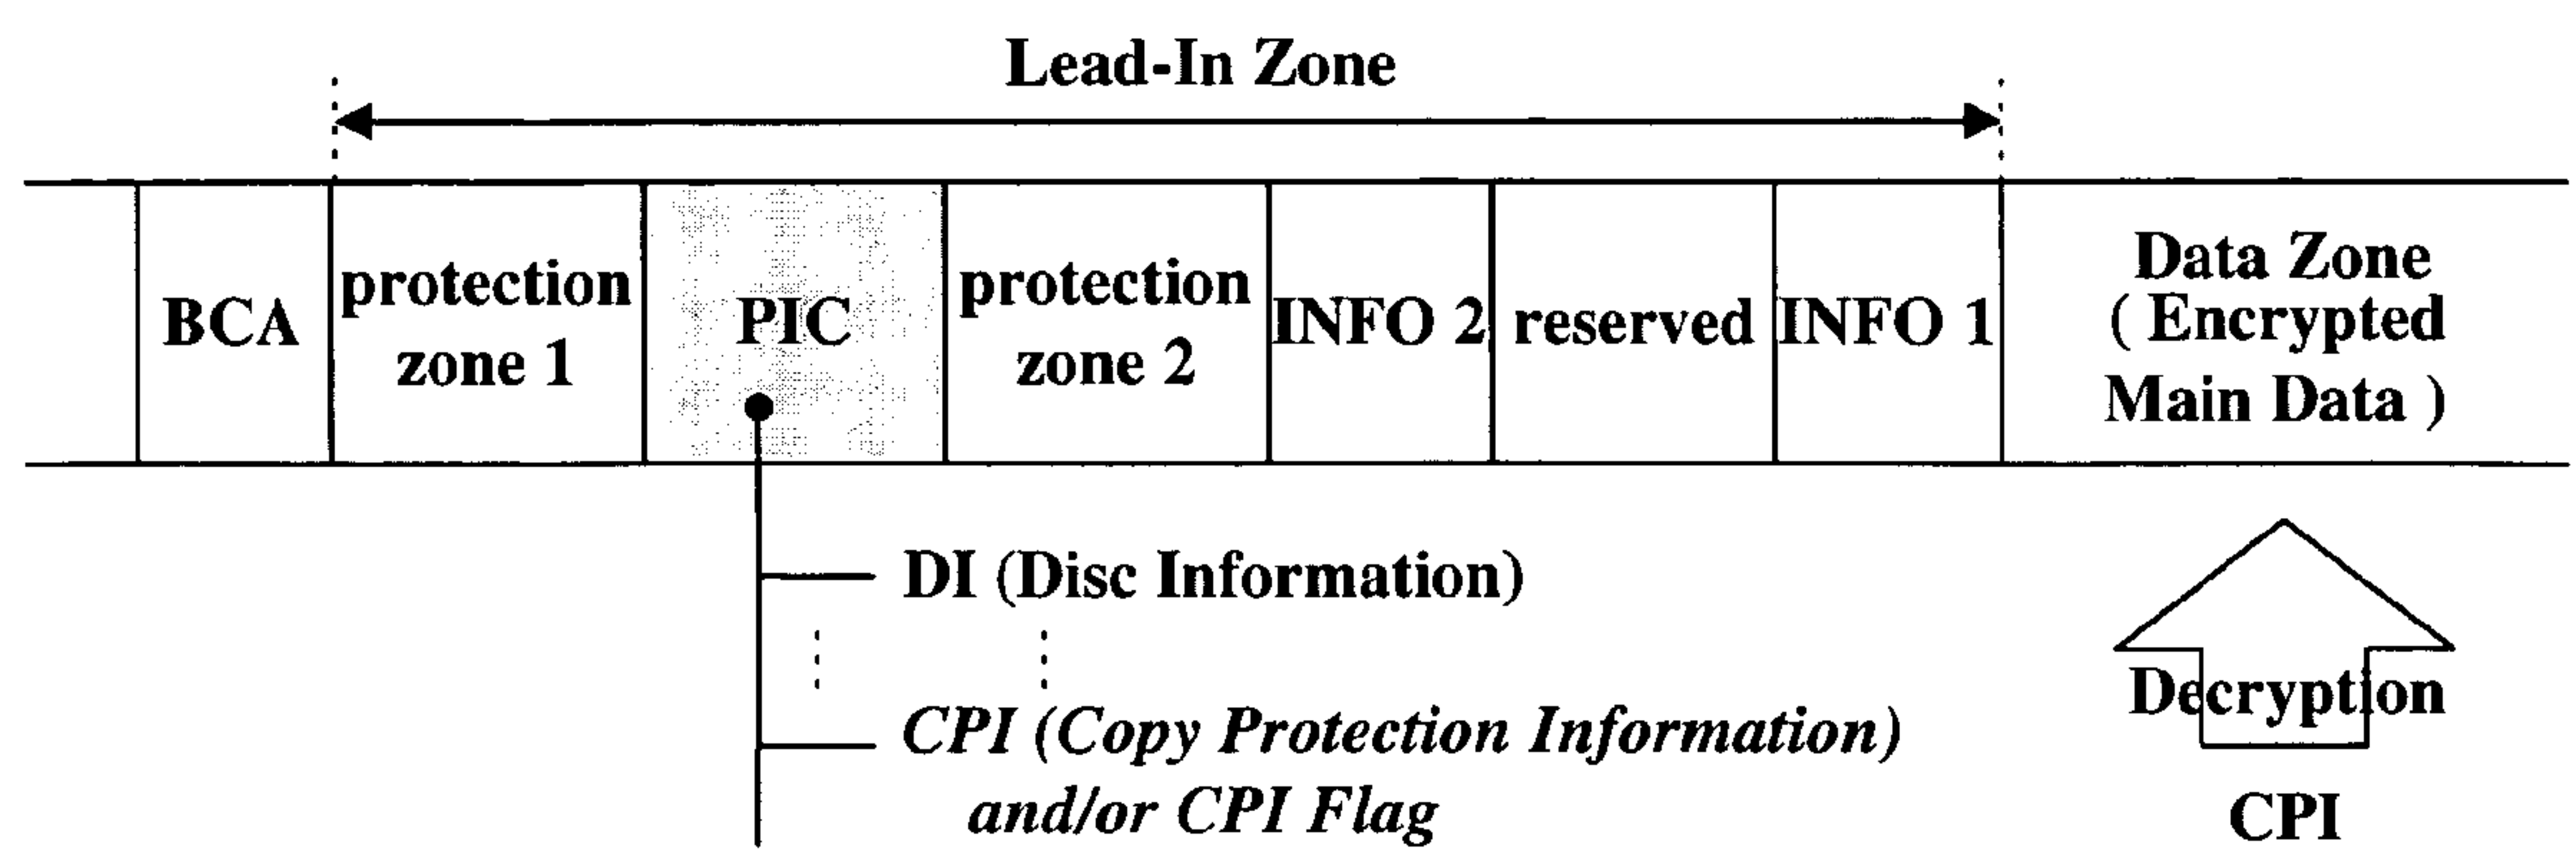 Lead-In Zone
BCA
protection
zone 1
PIC
protection
zone 2
INFO 2
reserved
INFO 1
Data Zone
( Encrypted
Main Data )
DI (Disc Information)
CPI (Copy Protection Information)
and/or CPI Flag
Decryption
CPI